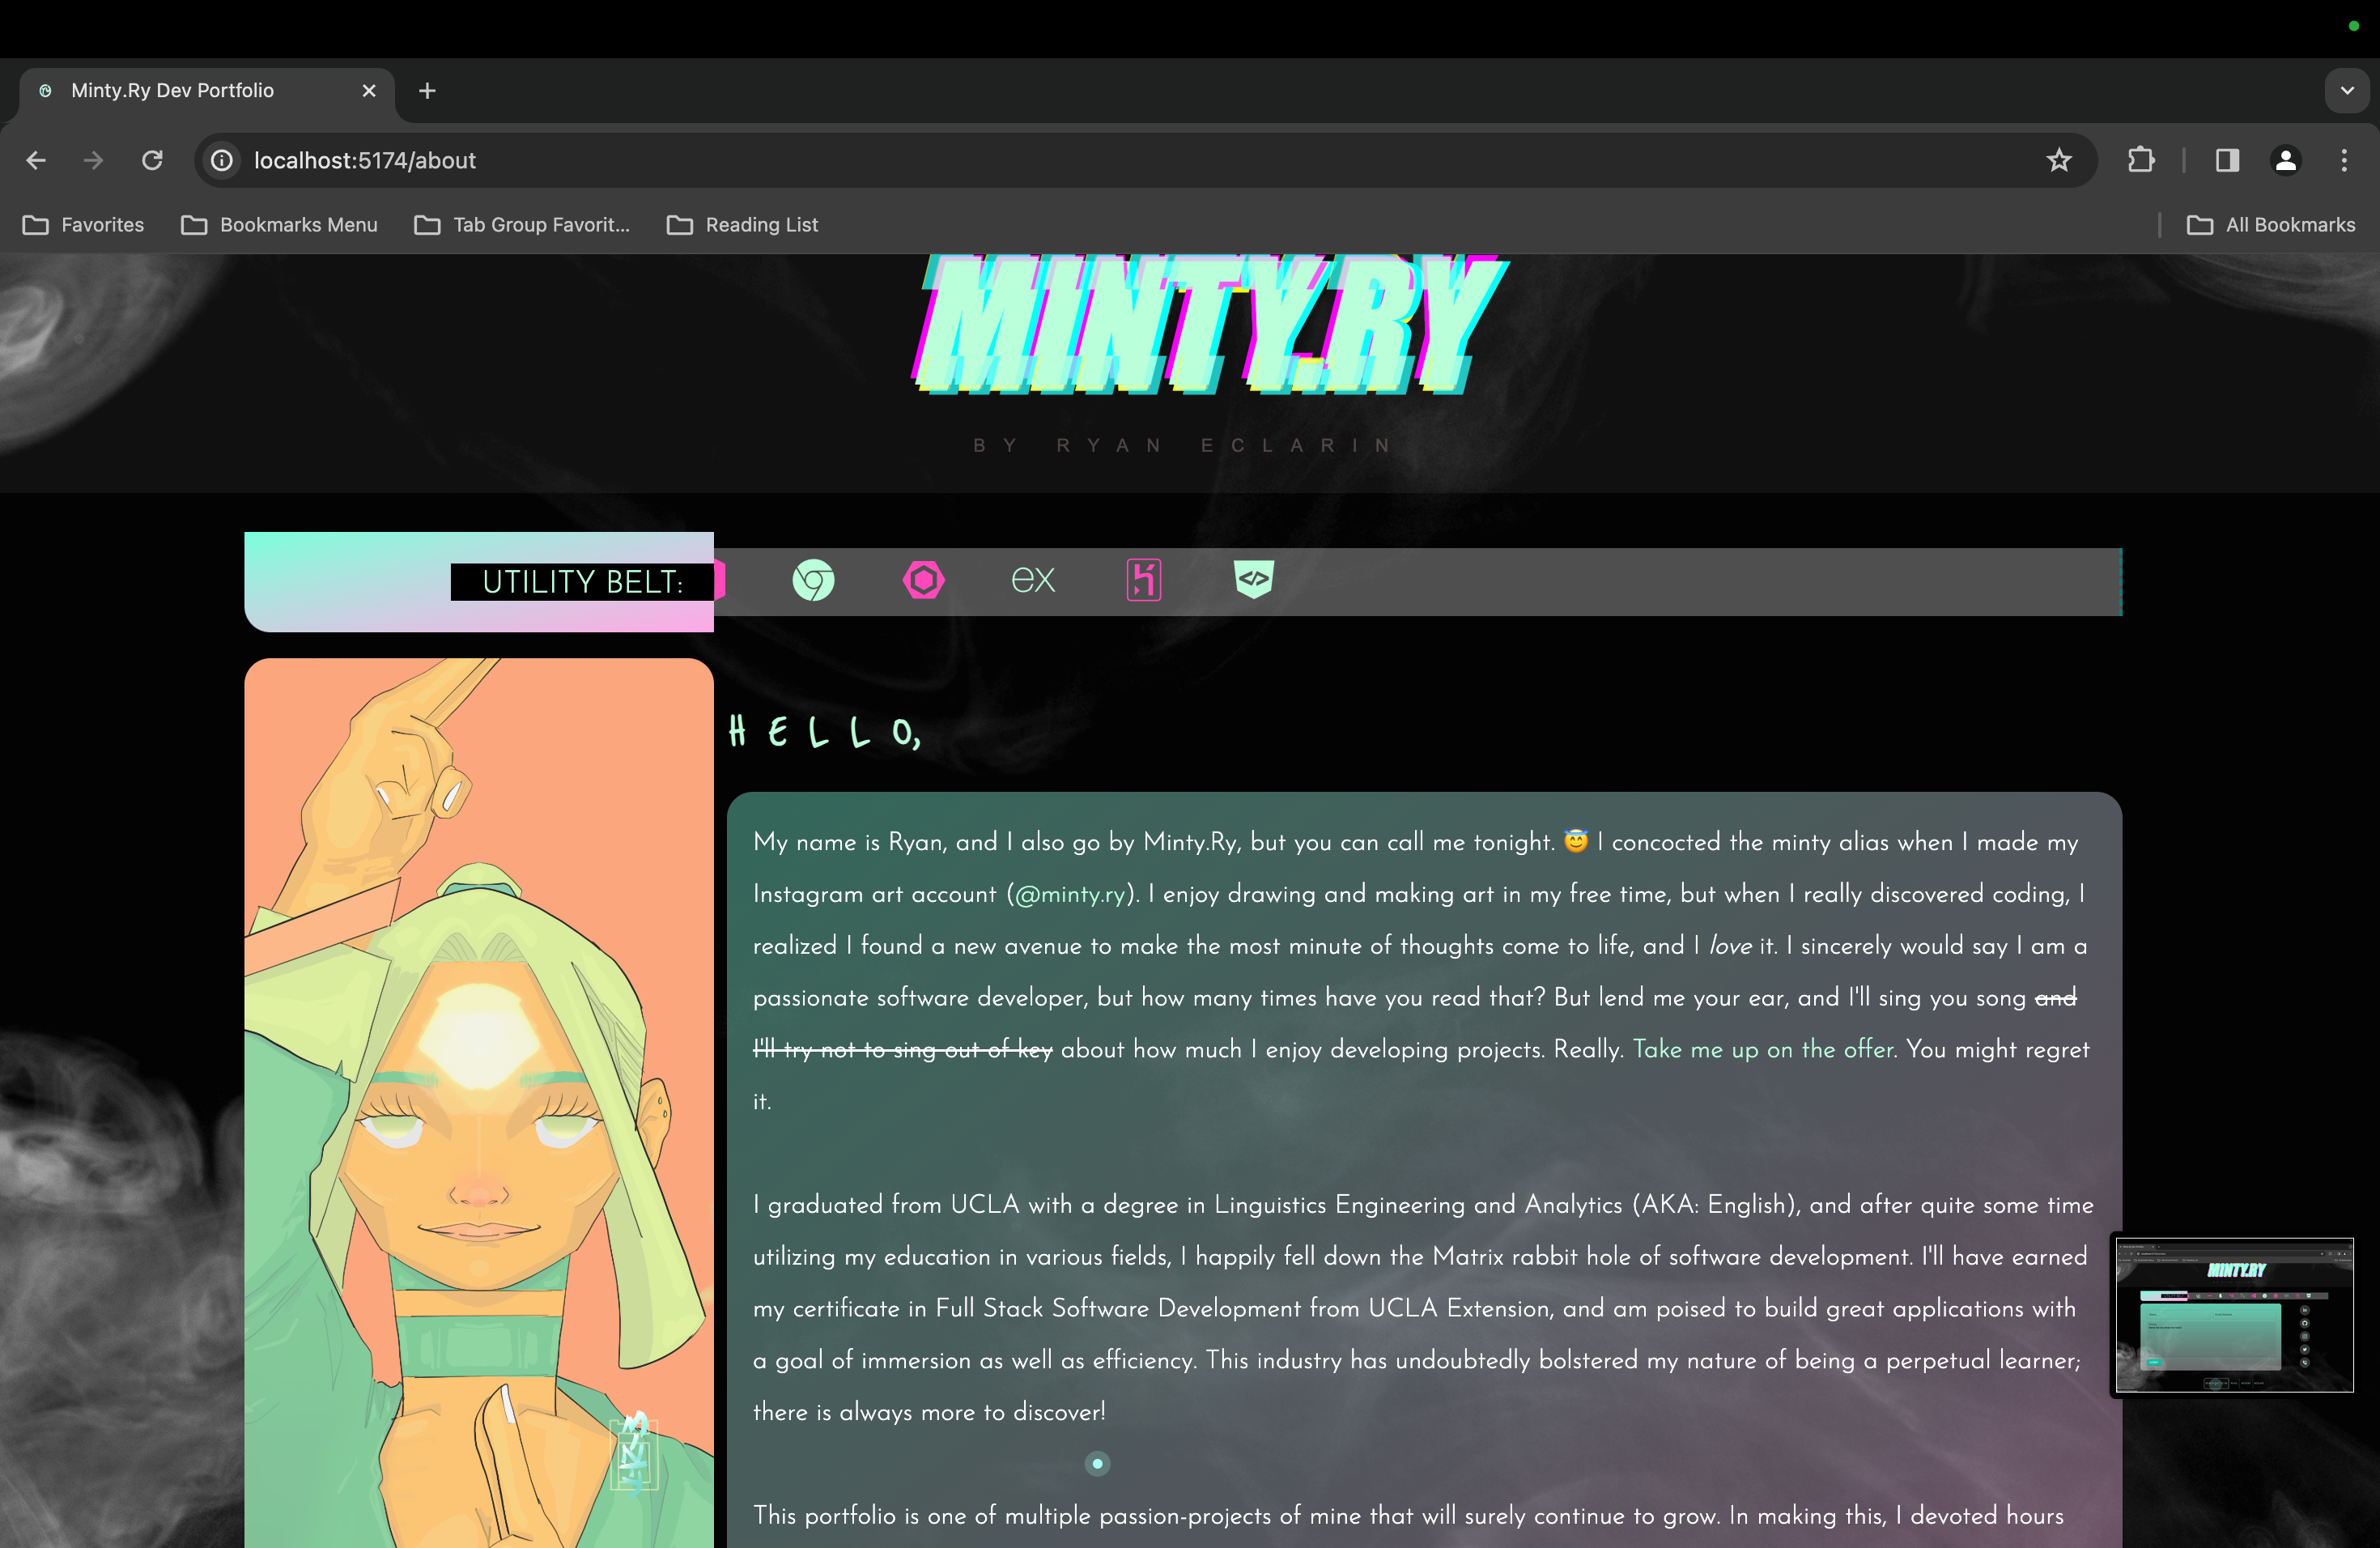 Minty.Ry Dev Portfolio
localhost:5174/about
Favorites
Bookmarks Menu
Tab Group Favorit...
Reading List
All Bookmarks
MINTY.RY
BY RYAN ECLARIN
UTILITY BELT:
ex
HELLO,
My name is Ryan, and I also go by Minty.Ry, but you can call me tonight. 😇 I concocted the minty alias when I made my
Instagram art account (@minty.ry). I enjoy drawing and making art in my free time, but when I really discovered coding, I
realized I found a new avenue to make the most minute of thoughts come to life, and I love it. I sincerely would say I am a
passionate software developer, but how many times have you read that? But lend me your ear, and I'll sing you song and
I'll try not to sing out of key about how much I enjoy developing projects. Really. Take me up on the offer. You might regret
it.
I graduated from UCLA with a degree in Linguistics Engineering and Analytics (AKA: English), and after quite some time
utilizing my education in various fields, I happily fell down the Matrix rabbit hole of software development. I'll have earned
my certificate in Full Stack Software Development from UCLA Extension, and am poised to build great applications with
a goal of immersion as well as efficiency. This industry has undoubtedly bolstered my nature of being a perpetual learner;
there is always more to discover!
This portfolio is one of multiple passion-projects of mine that will surely continue to grow. In making this, I devoted hours
MINTY.RY